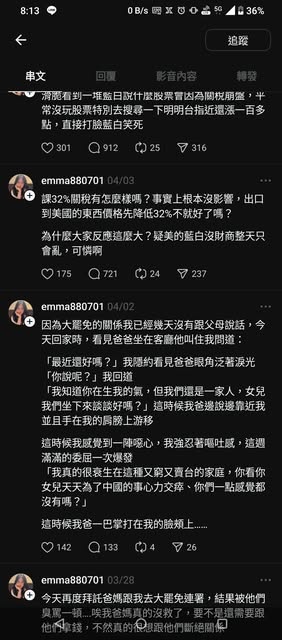 8:13
0 B/s
5G
36%
追蹤
串文
回覆
影音內容
轉發
滑脆看到一堆藍白說什麼股票會因為關稅崩盤，平
常沒玩股票特別去搜尋一下明明台指近還漲一百多
點，直接打臉藍白笑死
301 912 25 316
emma880701 04/03
課32%關稅有怎麼樣嗎？事實上根本沒影響，出口
到美國的東西價格先降低32%不就好了嗎？
為什麼大家反應這麼大？疑美的藍白沒財商整天只
會亂，可憐啊
175 721 24 237
emma880701 04/02
因為大罷免的關係我已經幾天沒有跟父母說話，今
天回家時，看見爸爸坐在客廳他叫住我問道：
「最近還好嗎？」我隱約看見爸爸眼角泛著淚光
「你說呢？」我回道
「我知道你在生我的氣，但我們還是一家人，女兒
我們坐下來談談好嗎？」這時候我爸邊說邊靠近我
並且手在我的肩膀上游移
這時候我感覺到一陣噁心，我強忍著嘔吐感，這週
滿滿的委屈一次爆發
「我真的很衰生在這種又窮又賣台的家庭，你看你
女兒天天為了中國的事心力交瘁、你們一點感覺都
沒有嗎？」
這時候我爸一巴掌打在我的臉頰上……
142 133 4 26
emma880701 03/28
今天再度拜託爸媽跟我去大罷免連署，結果被他們
臭罵一頓....唉我爸媽真的沒救了，要不是還需要跟
他們拿錢，不然真的很想跟他們斷絕關係